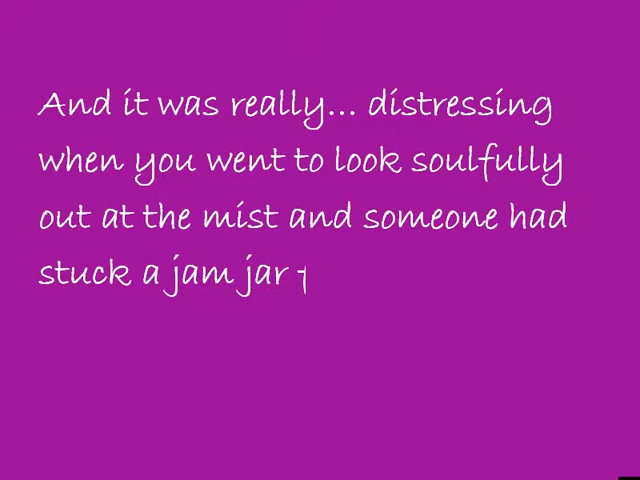 And it was really... distressing
when you went to look soulfully
out at the mist and someone had
stuck a jam jar